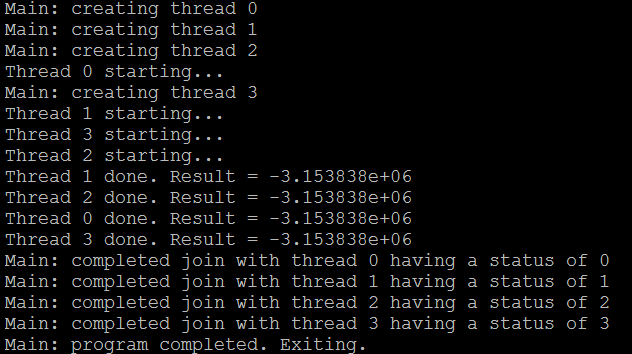 Main: creating thread 0
Main: creating thread 1
Main: creating thread 2
Thread 0 starting...
Main: creating thread 3
Thread 1 starting...
Thread 3 starting...
Thread 2 starting...
Thread 1 done. Result = -3.153838e+06
Thread 2 done. Result = -3.153838e+06
Thread 0 done. Result = -3.153838e+06
Thread 3 done. Result = -3.153838e+06
Main: completed join with thread 0 having a status of 0
Main: completed join with thread 1 having a status of 1
Main: completed join with thread 2 having a status of 2
Main: completed join with thread 3 having a status of 3
Main: program completed. Exiting.